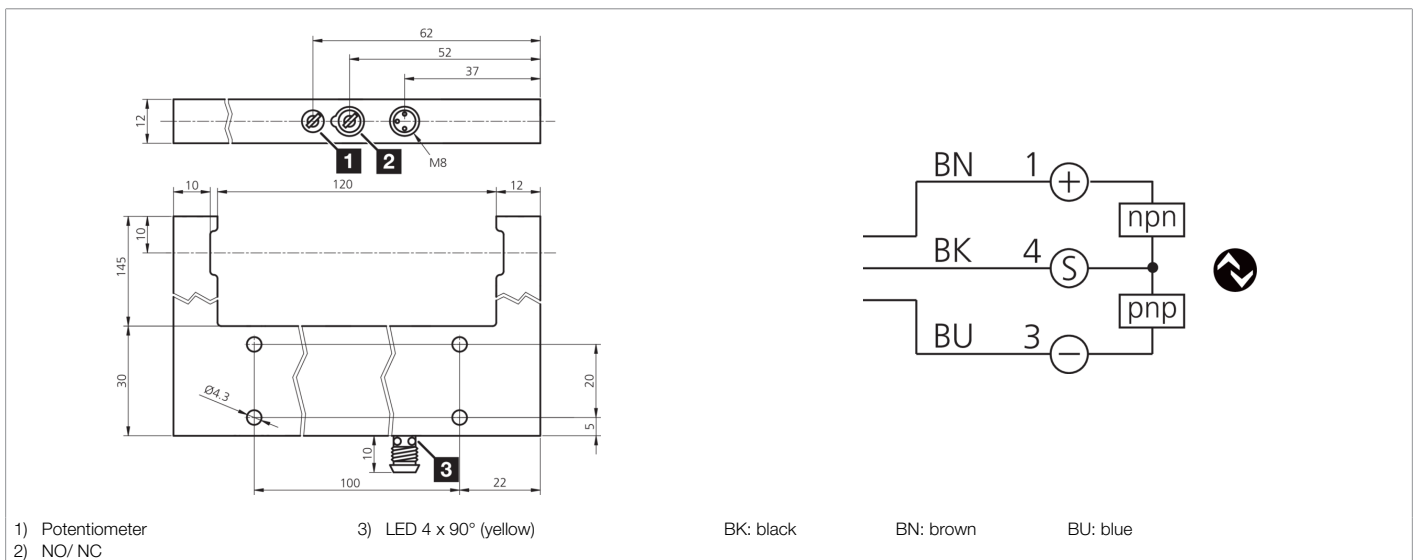 62
52
37
12
1
2
M8
10
120
12
10
145
30
Ø4.3
20
5
10
3
100
22
BN 1 +
npn
BK 4 S
pnp
BU 3 −
1) Potentiometer 3) LED 4 x 90° (yellow) BK: black BN: brown BU: blue
2) NO/ NC